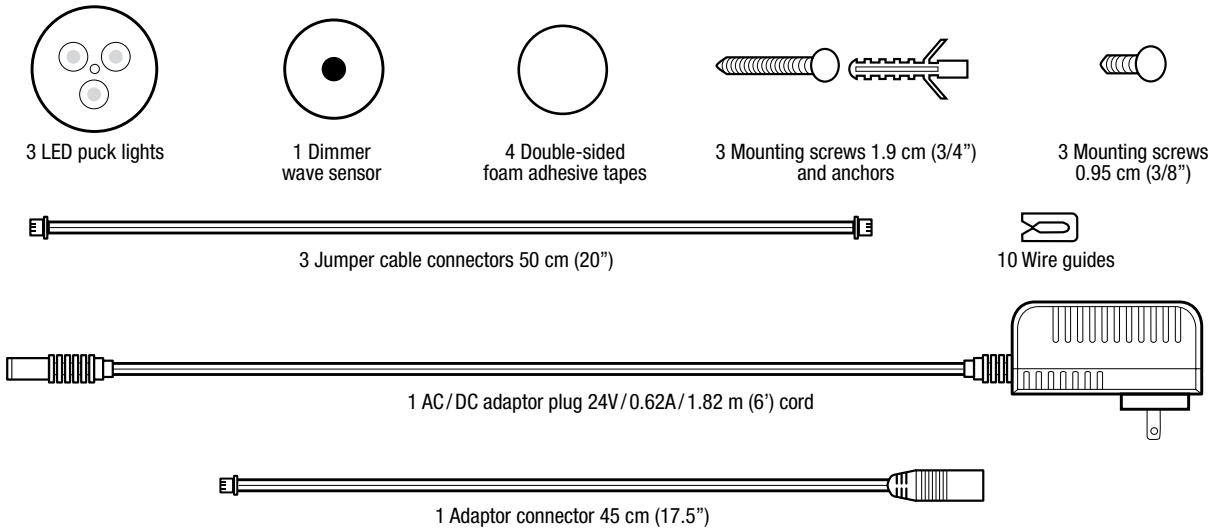 3 LED puck lights
1 Dimmer
wave sensor
4 Double-sided
foam adhesive tapes
3 Mounting screws 1.9 cm (3/4”)
and anchors
3 Mounting screws
0.95 cm (3/8”)
3 Jumper cable connectors 50 cm (20”)
10 Wire guides
1 AC/DC adaptor plug 24V/0.62A/1.82 m (6’) cord
1 Adaptor connector 45 cm (17.5”)